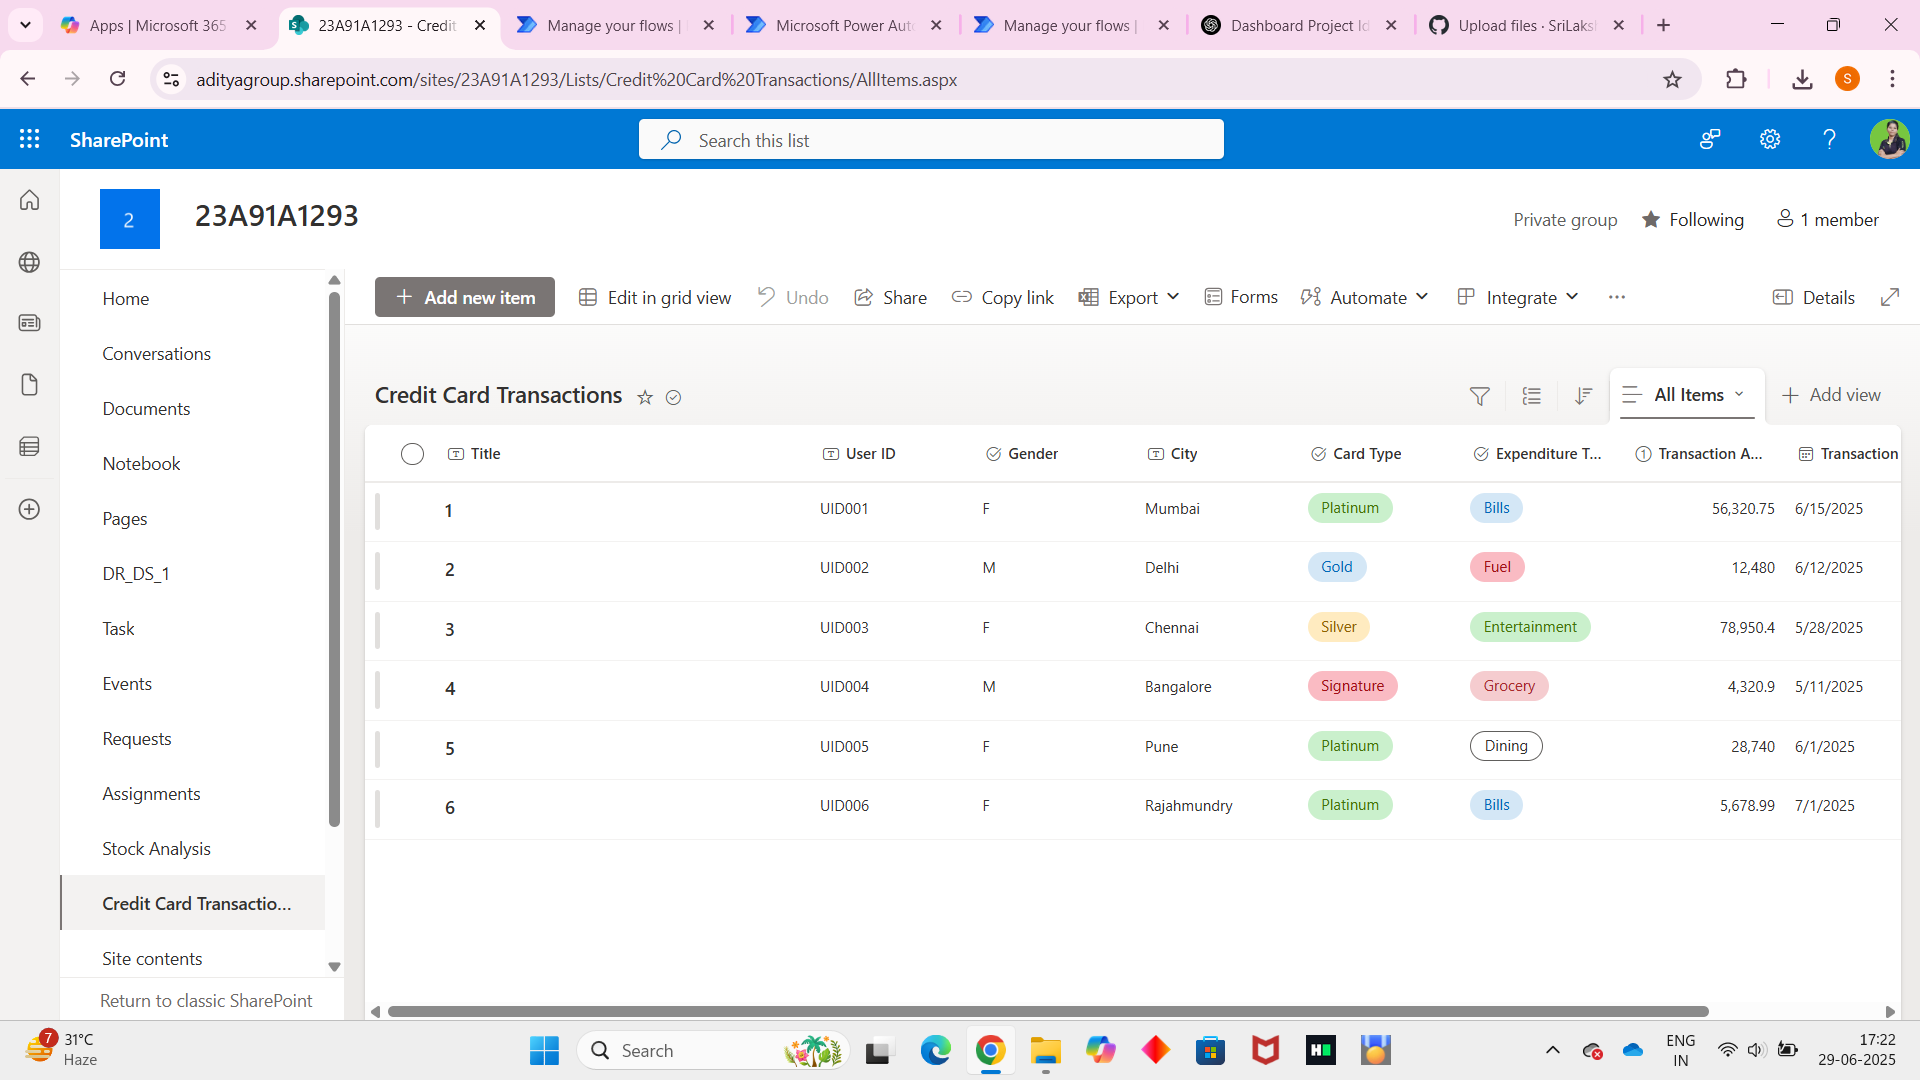 Apps | Microsoft 365
23A91A1293 - Credit
Manage your flows |
Microsoft Power Aut
Manage your flows |
Dashboard Project Id
Upload files · SriLaksh
adityagroup.sharepoint.com/sites/23A91A1293/Lists/Credit%20Card%20Transactions/AllItems.aspx
S
SharePoint
Search this list
2
23A91A1293
Private group
Following
1 member
Home
Conversations
Documents
Notebook
Pages
DR_DS_1
Task
Events
Requests
Assignments
Stock Analysis
Credit Card Transactio...
Site contents
Return to classic SharePoint
Add new item
Edit in grid view
Undo
Share
Copy link
Export
Forms
Automate
Integrate
Details
Credit Card Transactions
All Items
Add view
Title User ID Gender City Card Type Expenditure T... Transaction A... Transaction
1 UID001 F Mumbai Platinum Bills 56,320.75 6/15/2025
2 UID002 M Delhi Gold Fuel 12,480 6/12/2025
3 UID003 F Chennai Silver Entertainment 78,950.4 5/28/2025
4 UID004 M Bangalore Signature Grocery 4,320.9 5/11/2025
5 UID005 F Pune Platinum Dining 28,740 6/1/2025
6 UID006 F Rajahmundry Platinum Bills 5,678.99 7/1/2025
7
31°C
Haze
Search
ENG
IN
17:22
29-06-2025